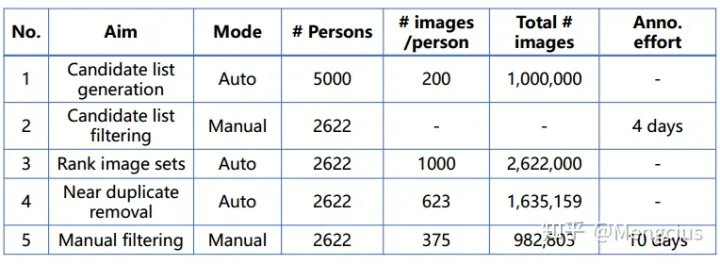 No. Aim Mode # Persons # images /person Total # images Anno. effort
1 Candidate list generation Auto 5000 200 1,000,000 -
2 Candidate list filtering Manual 2622 - - 4 days
3 Rank image sets Auto 2622 1000 2,622,000 -
4 Near duplicate removal Auto 2622 623 1,635,159 -
5 Manual filtering Manual 2622 375 982,803 10 days
知乎 @Mengcius